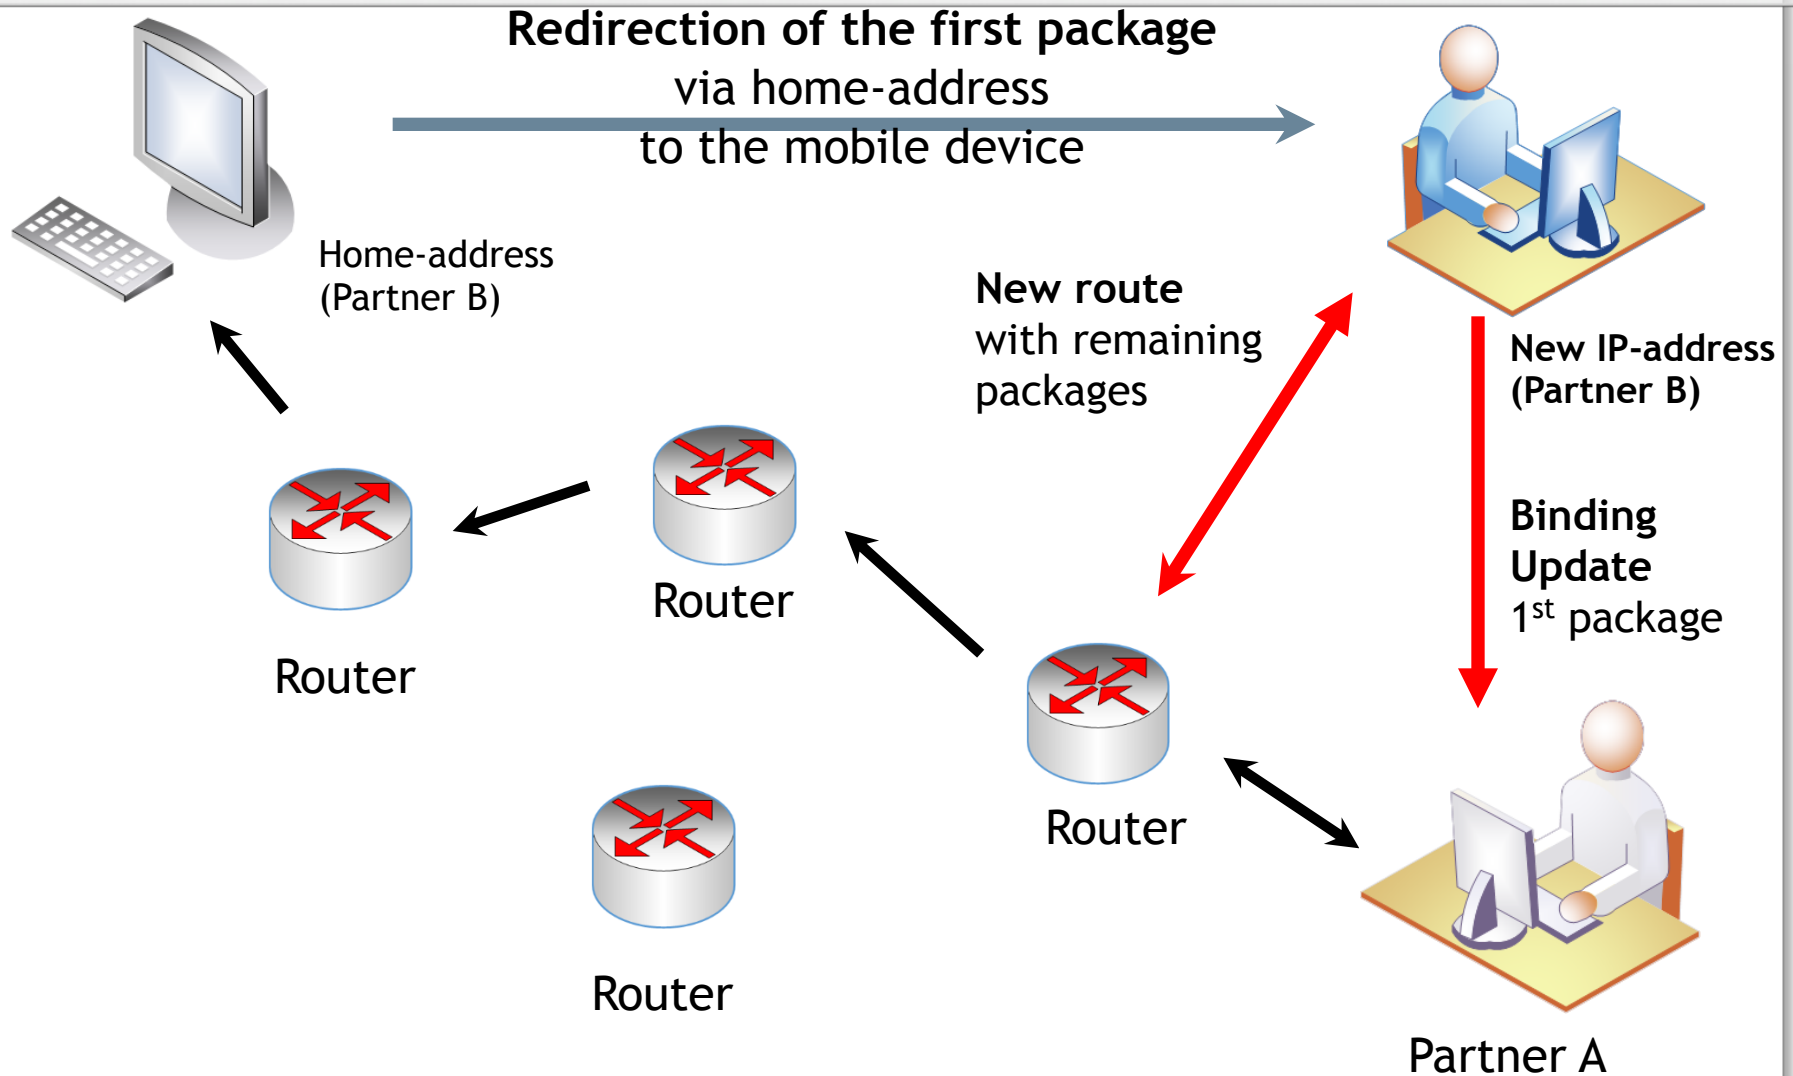 Redirection of the first package
via home-address
to the mobile device
Home-address
(Partner B)
New route
with remaining
packages
New IP-address
(Partner B)
Binding
Update
1st package
Router
Router
Router
Router
Partner A